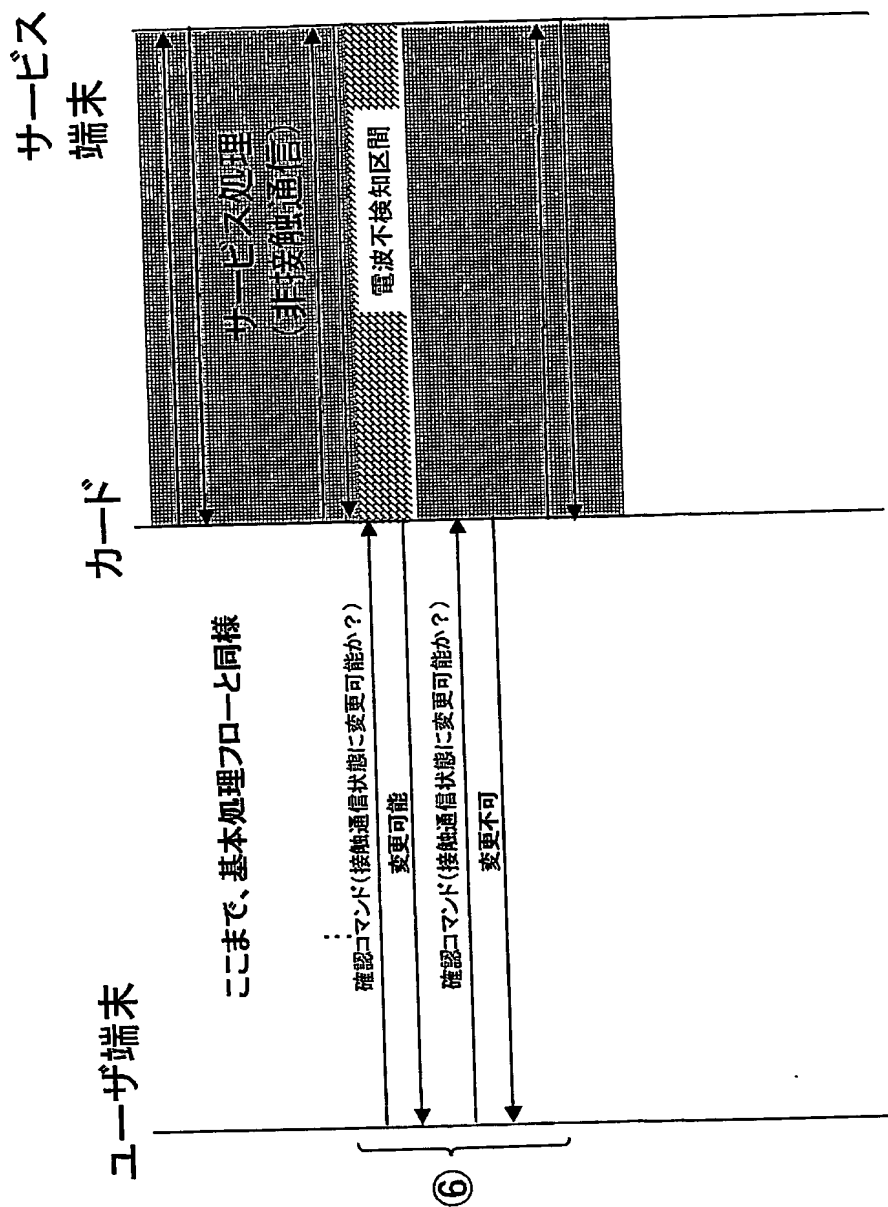 ユーザ端末
カード
サービス
端末
ここまで、基本処理フローと同様
サービス処理
(非接触通信)
⋮
確認コマンド(接触通信状態に変更可能か?)
変更可能
電波不検知区間
確認コマンド(接触通信状態に変更可能か?)
変更不可
⑥